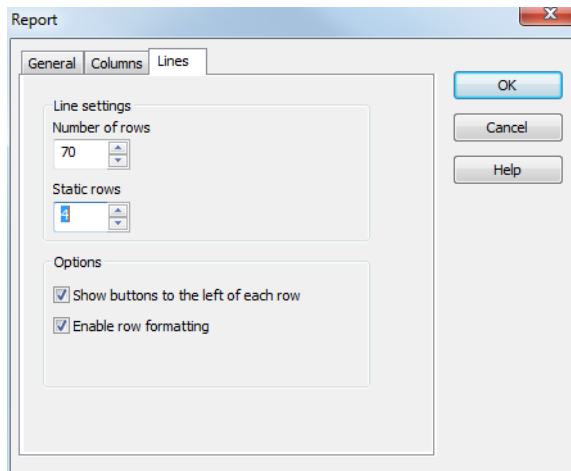 Report
General Columns Lines
Line settings
Number of rows
70
Static rows
4
Options
Show buttons to the left of each row
Enable row formatting
OK
Cancel
Help